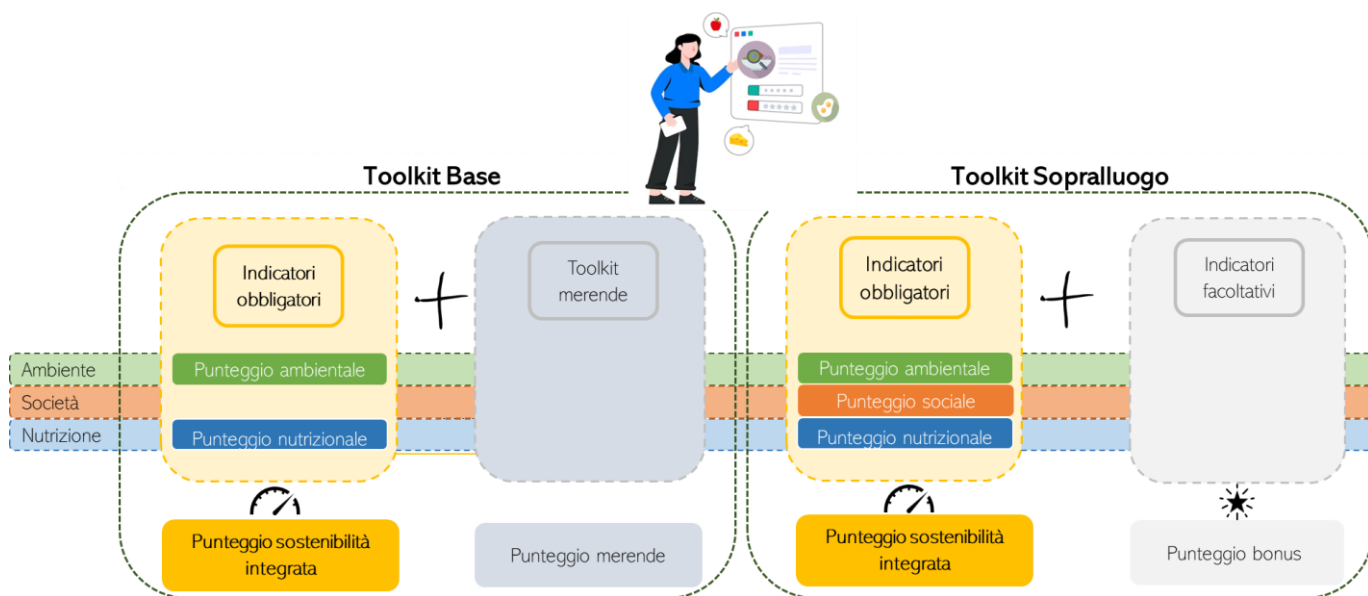 Toolkit Base
Toolkit Sopralluogo
Indicatori
obbligatori
Toolkit
merende
Indicatori
obbligatori
Indicatori
facoltativi
Ambiente
Punteggio ambientale
Punteggio ambientale
Società
Punteggio sociale
Nutrizione
Punteggio nutrizionale
Punteggio nutrizionale
Punteggio sostenibilità
integrata
Punteggio merende
Punteggio sostenibilità
integrata
Punteggio bonus